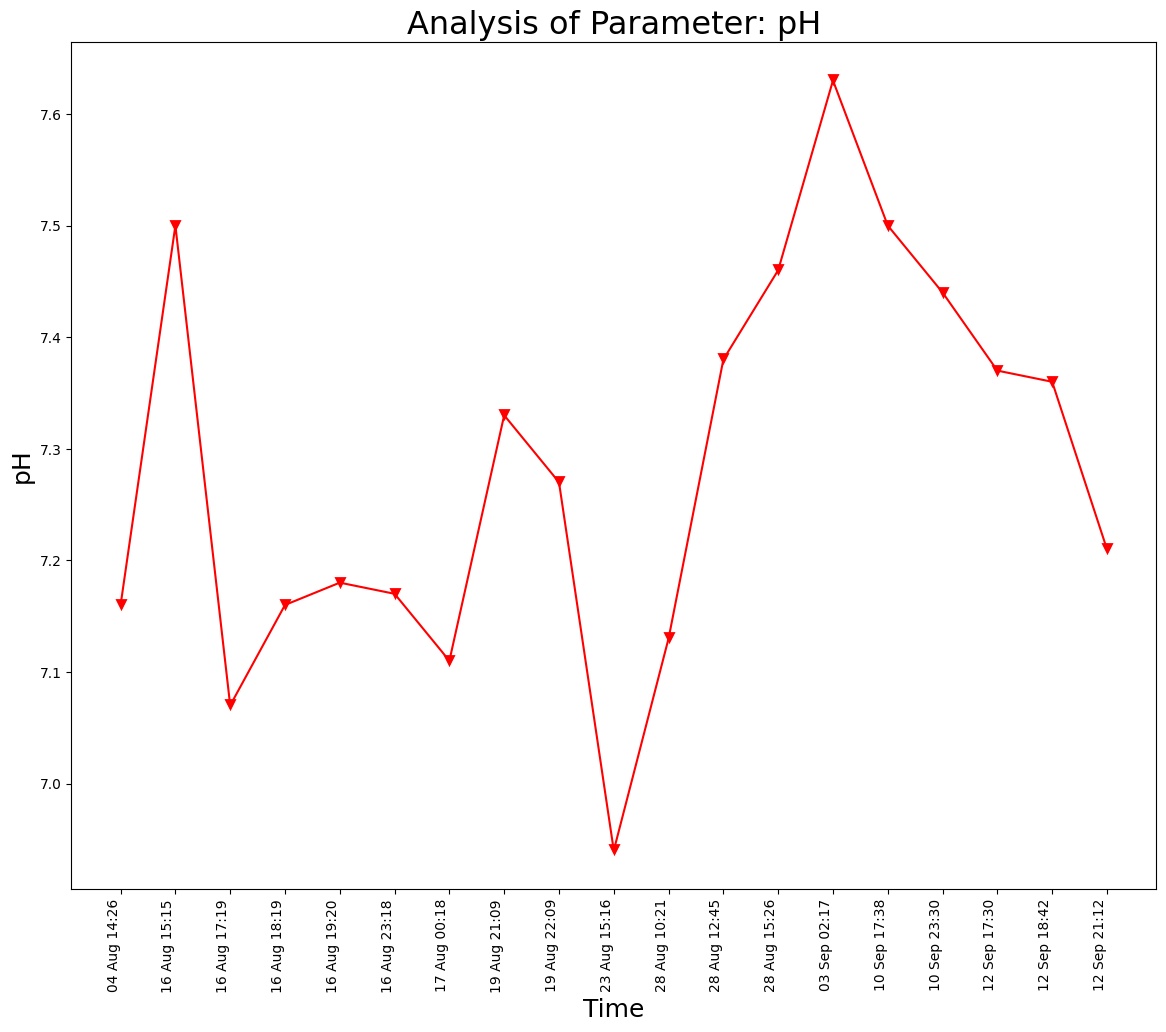 Analysis of Parameter: pH
pH
7.6
7.5
7.4
7.3
7.2
7.1
7.0
04 Aug 14:26
16 Aug 15:15
16 Aug 17:19
16 Aug 18:19
16 Aug 19:20
16 Aug 23:18
17 Aug 00:18
19 Aug 21:09
19 Aug 22:09
23 Aug 15:16
28 Aug 10:21
28 Aug 12:45
28 Aug 15:26
03 Sep 02:17
10 Sep 17:38
10 Sep 23:30
12 Sep 17:30
12 Sep 18:42
12 Sep 21:12
Time